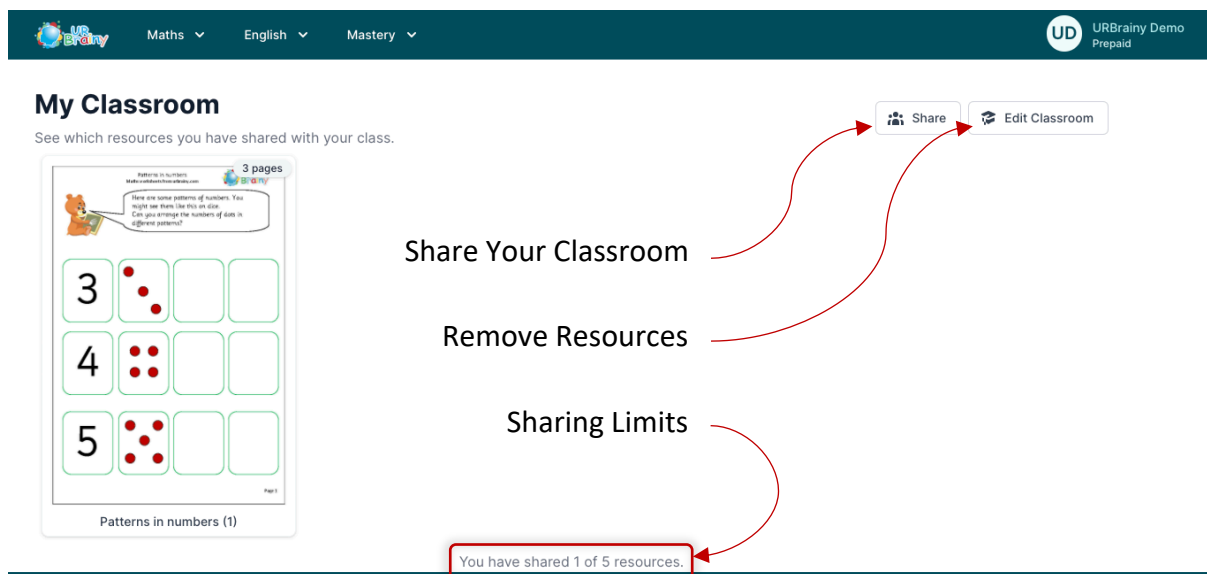 URBrainy
Maths
English
Mastery
UD
URBrainy Demo
Prepaid
My Classroom
See which resources you have shared with your class.
Share
Edit Classroom
3 pages
Patterns in numbers
URBrainy
Here are some patterns of numbers. You
might see them like this on dice.
Can you arrange the numbers of dots in
different patterns?
3
4
5
Patterns in numbers (1)
Share Your Classroom
Remove Resources
Sharing Limits
You have shared 1 of 5 resources.